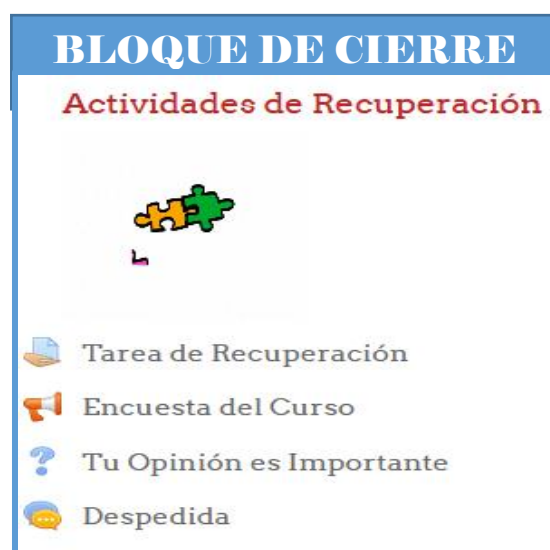 BLOQUE DE CIERRE
Actividades de Recuperación
Tarea de Recuperación
Encuesta del Curso
Tu Opinión es Importante
Despedida